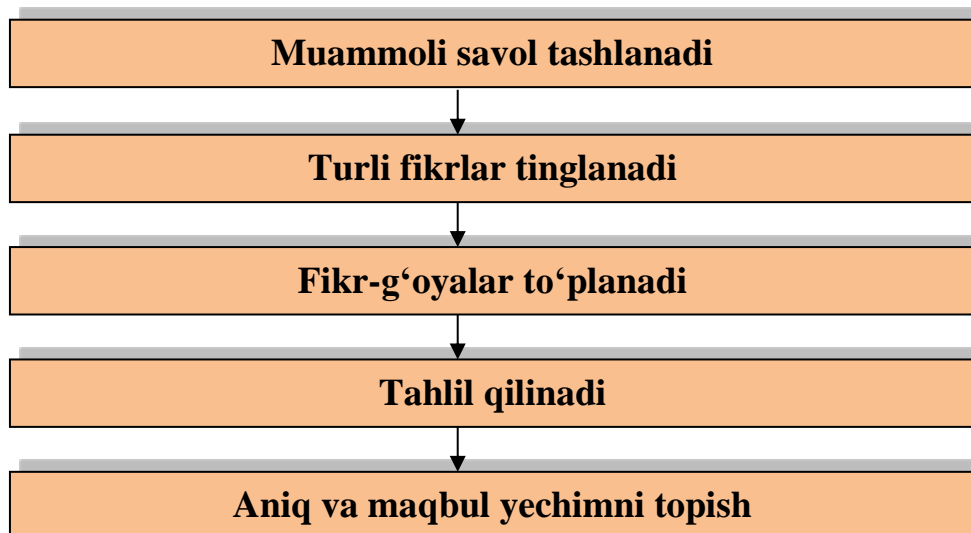 Muammoli savol tashlanadi
Turli fikrlar tinglanadi
Fikr-g‘oyalar to‘planadi
Tahlil qilinadi
Aniq va maqbul yechimni topish